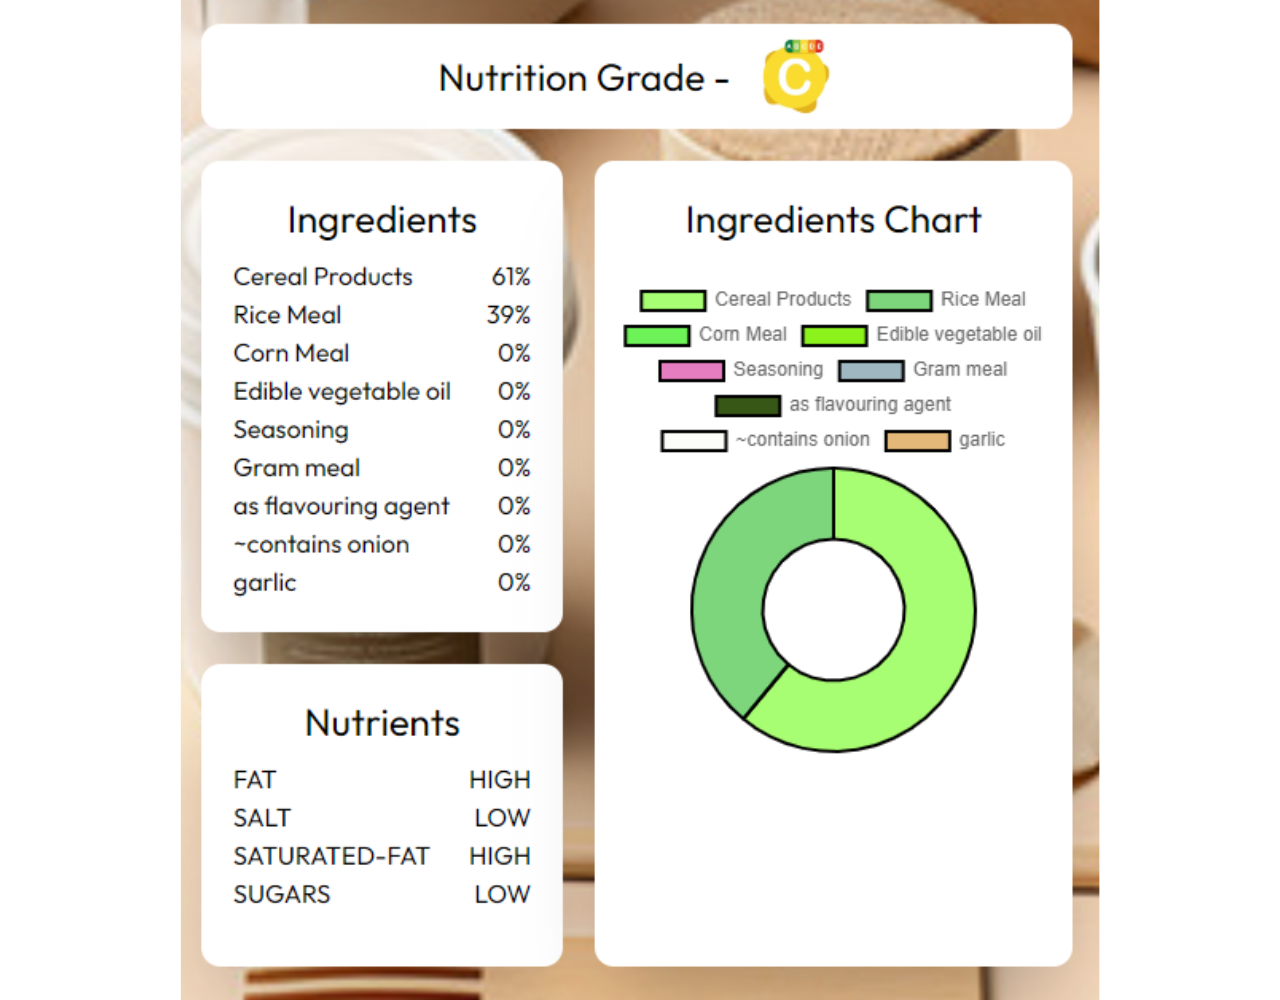 Nutrition Grade - C
A B C D E
Ingredients
Cereal Products 61%
Rice Meal 39%
Corn Meal 0%
Edible vegetable oil 0%
Seasoning 0%
Gram meal 0%
as flavouring agent 0%
~contains onion 0%
garlic 0%
Nutrients
FAT HIGH
SALT LOW
SATURATED-FAT HIGH
SUGARS LOW
Ingredients Chart
Cereal Products Rice Meal
Corn Meal Edible vegetable oil
Seasoning Gram meal
as flavouring agent
~contains onion garlic